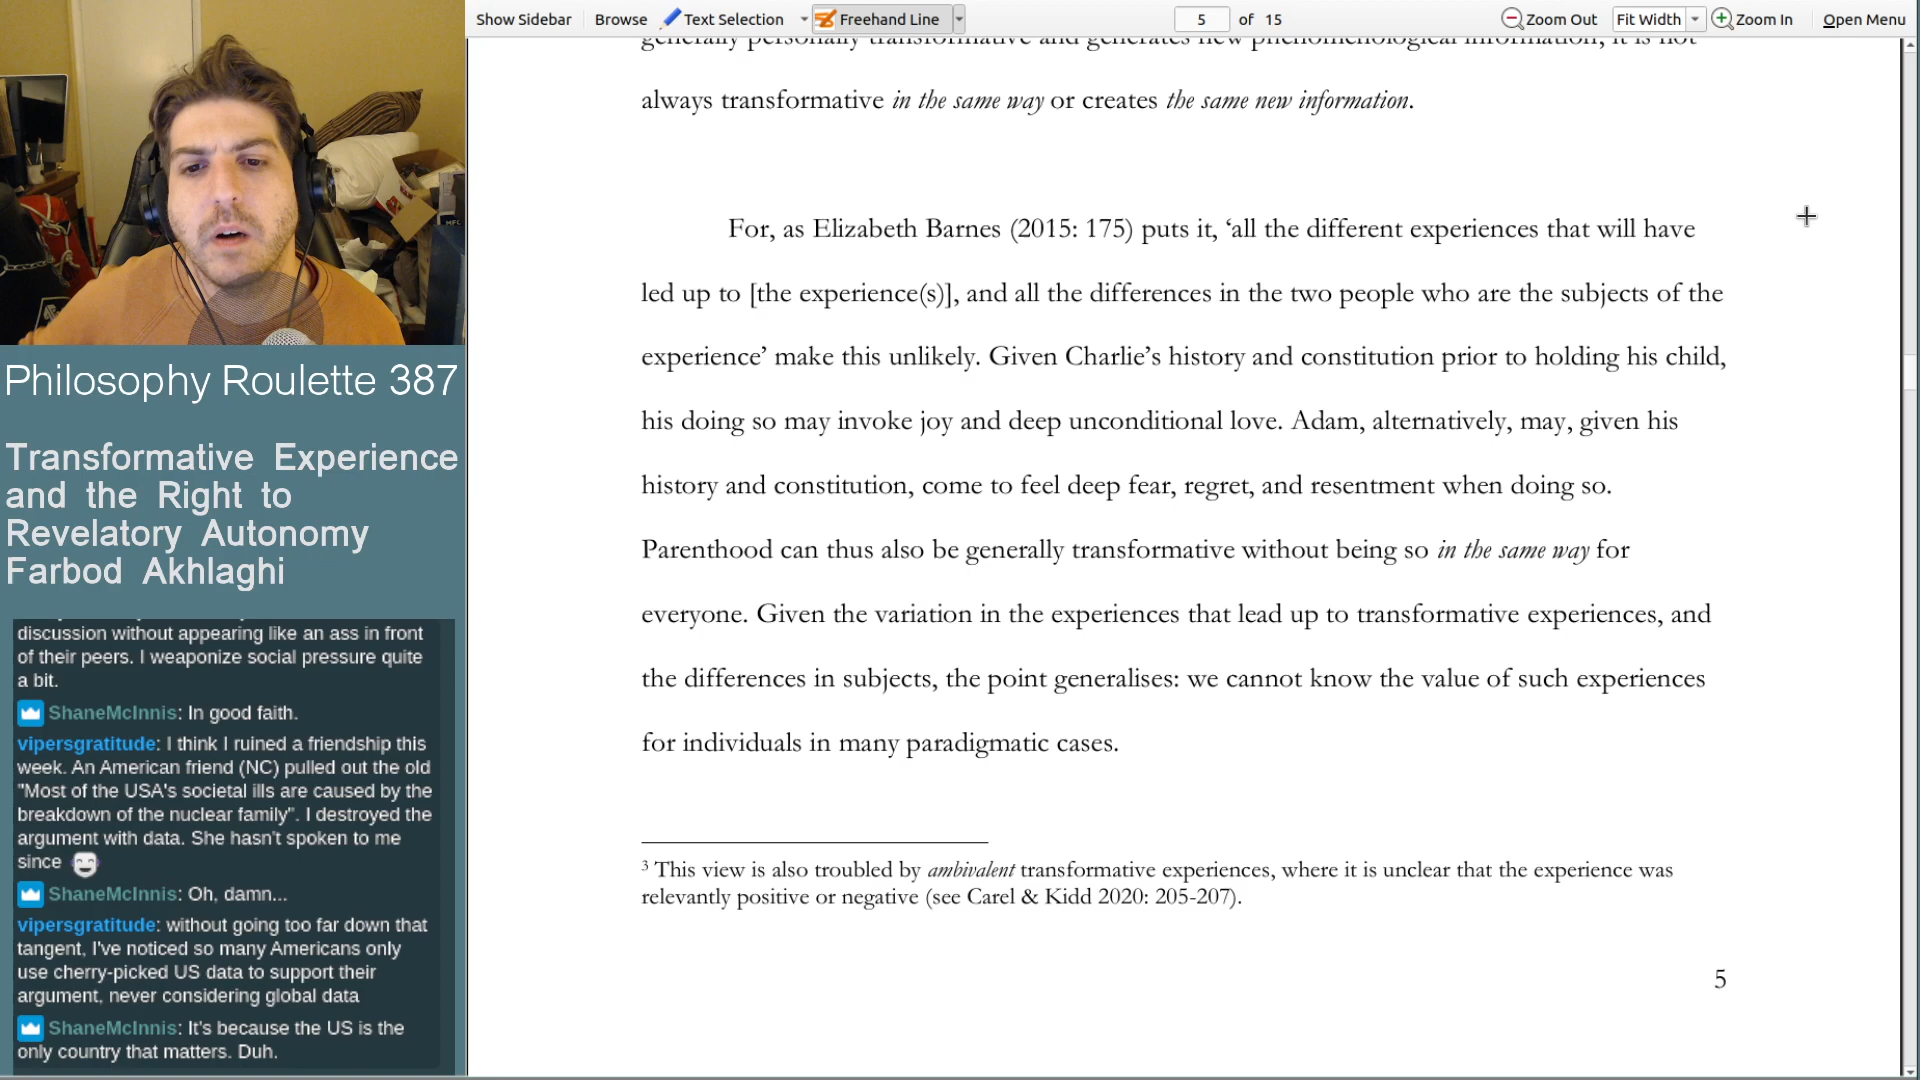 Show Sidebar Browse Text Selection Freehand Line 5 of 15 Zoom Out Fit Width Zoom In Open Menu
generally personally transformative and generates new phenomenological information, it is not
always transformative in the same way or creates the same new information.
For, as Elizabeth Barnes (2015: 175) puts it, ‘all the different experiences that will have
led up to [the experience(s)], and all the differences in the two people who are the subjects of the
experience’ make this unlikely. Given Charlie’s history and constitution prior to holding his child,
his doing so may invoke joy and deep unconditional love. Adam, alternatively, may, given his
history and constitution, come to feel deep fear, regret, and resentment when doing so.
Parenthood can thus also be generally transformative without being so in the same way for
everyone. Given the variation in the experiences that lead up to transformative experiences, and
the differences in subjects, the point generalises: we cannot know the value of such experiences
for individuals in many paradigmatic cases.
3 This view is also troubled by ambivalent transformative experiences, where it is unclear that the experience was
relevantly positive or negative (see Carel & Kidd 2020: 205-207).
5
Philosophy Roulette 387
Transformative Experience
and the Right to
Revelatory Autonomy
Farbod Akhlaghi
discussion without appearing like an ass in front
of their peers. I weaponize social pressure quite
a bit.
ShaneMcInnis: In good faith.
vipersgratitude: I think I ruined a friendship this
week. An American friend (NC) pulled out the old
"Most of the USA's societal ills are caused by the
breakdown of the nuclear family". I destroyed the
argument with data. She hasn't spoken to me
since
ShaneMcInnis: Oh, damn...
vipersgratitude: without going too far down that
tangent, I've noticed so many Americans only
use cherry-picked US data to support their
argument, never considering global data
ShaneMcInnis: It's because the US is the
only country that matters. Duh.